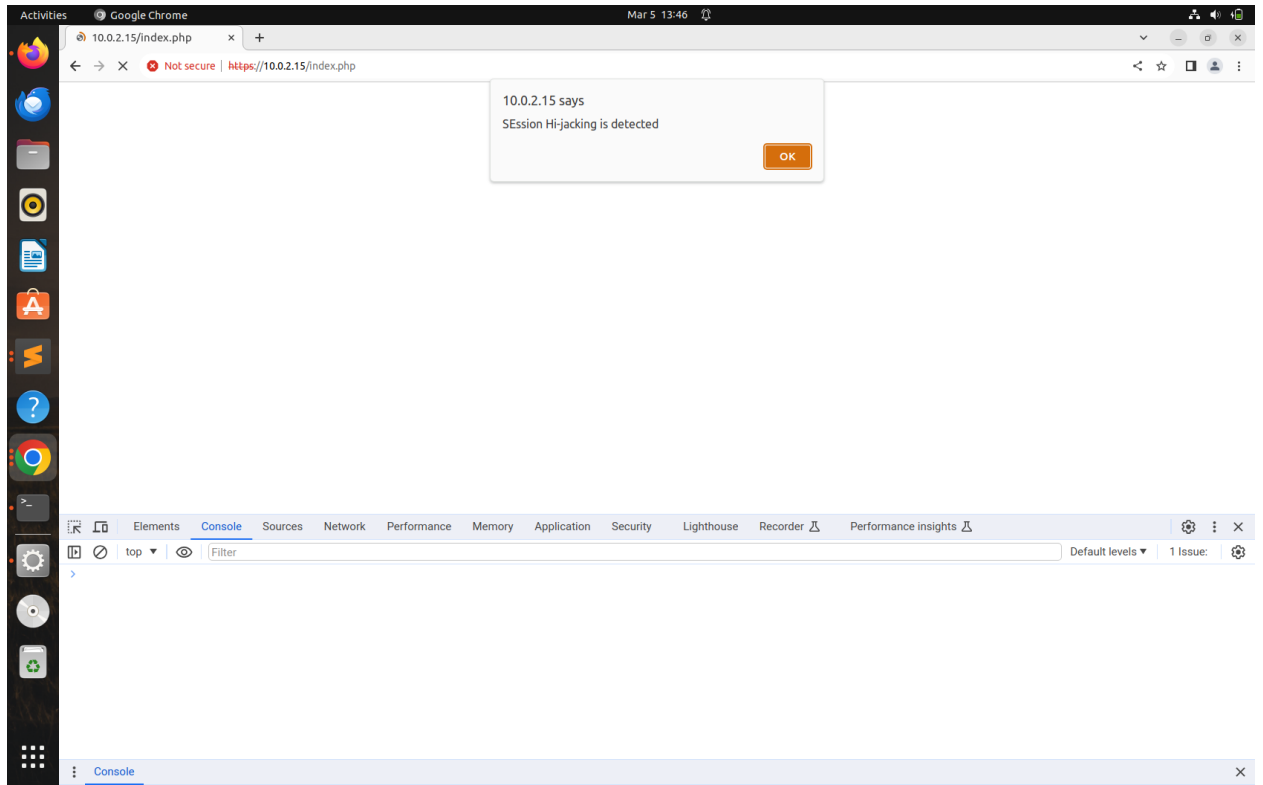 Activities Google Chrome Mar 5 13:46
10.0.2.15/index.php × +
Not secure | https://10.0.2.15/index.php
10.0.2.15 says
SEssion Hi-jacking is detected
OK
Elements Console Sources Network Performance Memory Application Security Lighthouse Recorder Performance insights
top Filter Default levels 1 Issue:
>
Console